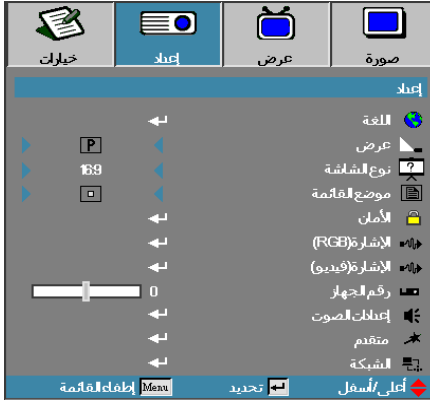 صورة عرض إعداد خيارات
إعداد
اللغة
عرض P
نوع الشاشة 16:9
موضع القائمة
الأمان
الإشارة(RGB)
الإشارة(فيديو)
رقم الجهاز 0
إعدادات الصوت
متقدم
الشبكة
أعلى/أسفل تحديد Menu إطفاء القائمة